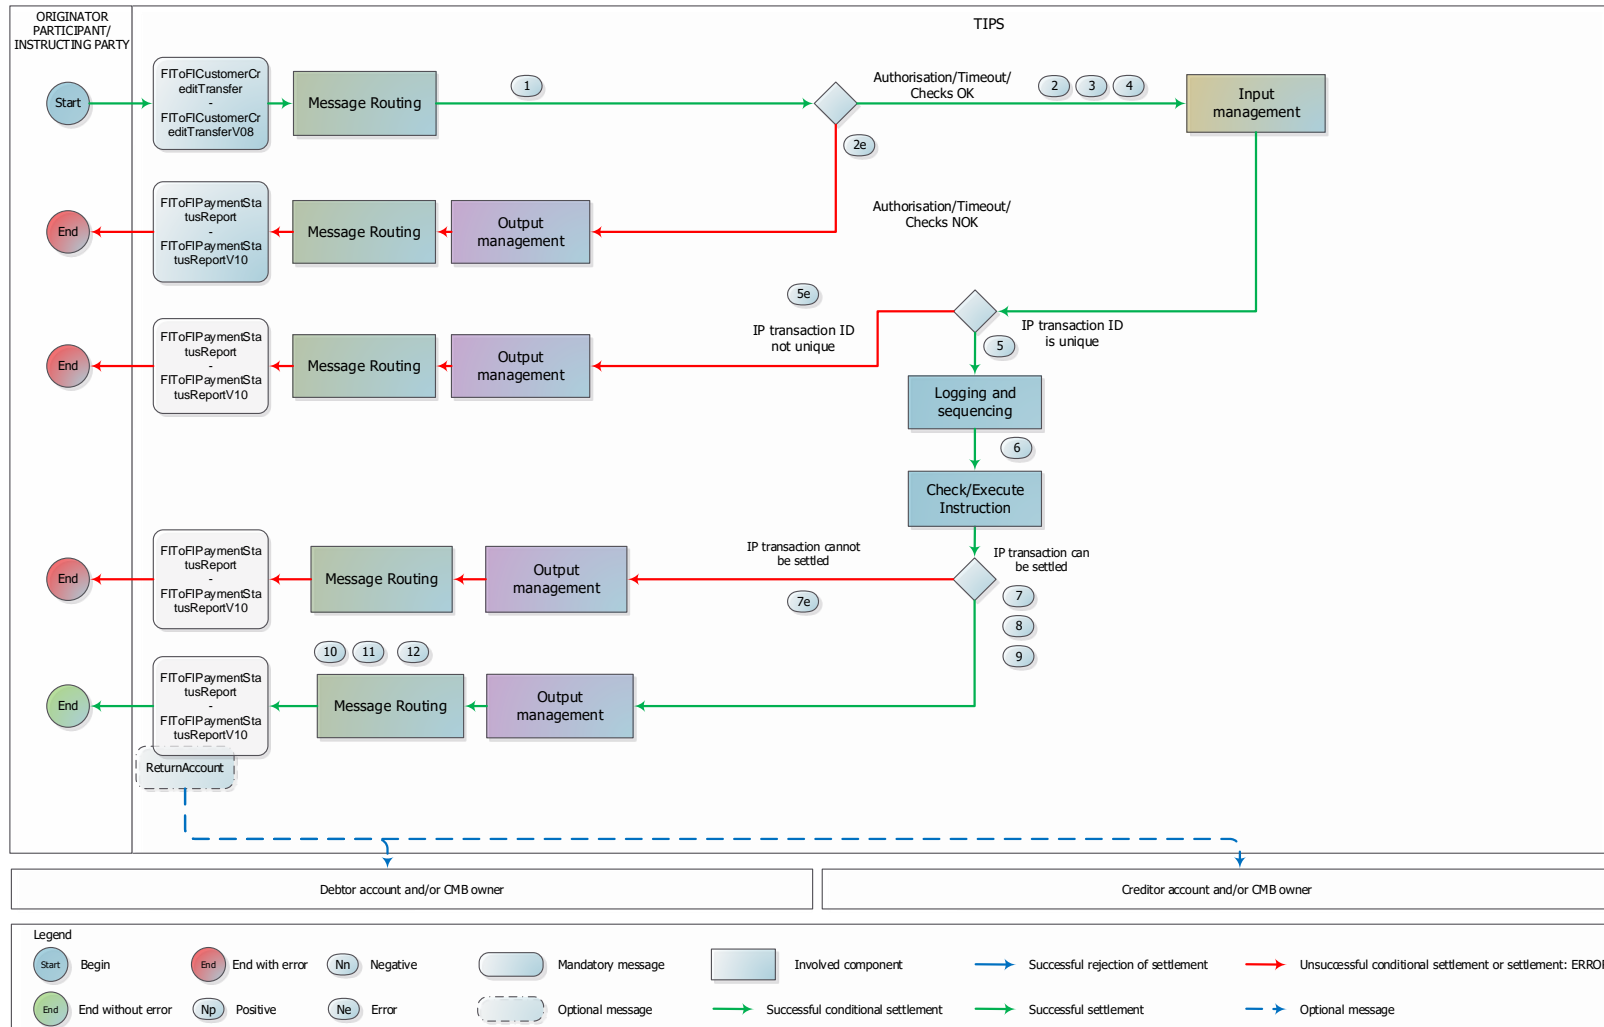 ORIGINATOR
PARTICIPANT/
INSTRUCTING PARTY
TIPS
Start
FIToFICustomerCr
editTransfer
-
FIToFICustomerCr
editTransferV08
Message Routing
1
Authorisation/Timeout/
Checks OK
2
3
4
Input
management
2e
End
FIToFIPaymentSta
tusReport
-
FIToFIPaymentSta
tusReportV10
Message Routing
Output
management
Authorisation/Timeout/
Checks NOK
5e
IP transaction ID
not unique
IP transaction ID
is unique
5
End
FIToFIPaymentSta
tusReport
-
FIToFIPaymentSta
tusReportV10
Message Routing
Output
management
Logging and
sequencing
6
Check/Execute
Instruction
End
FIToFIPaymentSta
tusReport
-
FIToFIPaymentSta
tusReportV10
Message Routing
Output
management
IP transaction cannot
be settled
7e
IP transaction can
be settled
7
8
9
10
11
12
End
FIToFIPaymentSta
tusReport
-
FIToFIPaymentSta
tusReportV10
Message Routing
Output
management
ReturnAccount
Debtor account and/or CMB owner
Creditor account and/or CMB owner
Legend
Start
Begin
End
End with error
Nn
Negative
Mandatory message
Involved component
Successful rejection of settlement
Unsuccessful conditional settlement or settlement: ERROR
End
End without error
Np
Positive
Ne
Error
Optional message
Successful conditional settlement
Successful settlement
Optional message